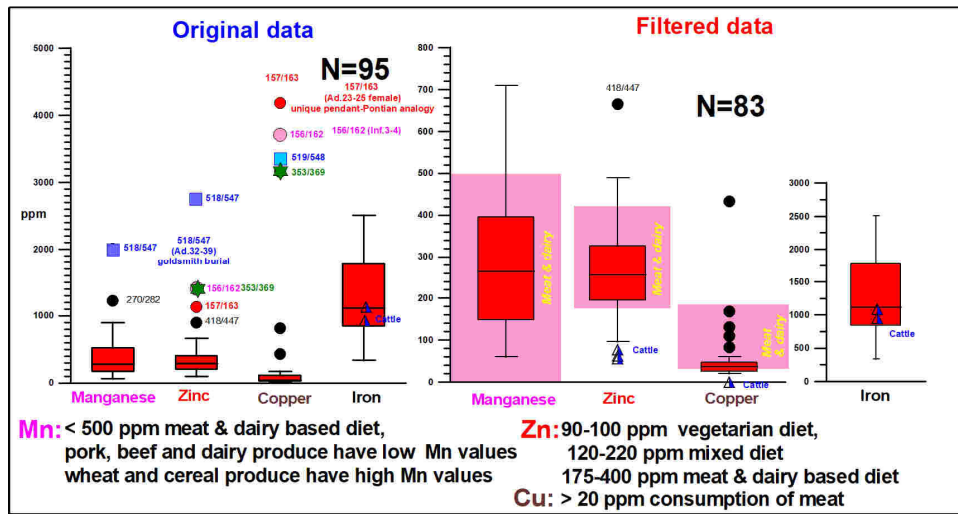 Original data
Filtered data
5000
4000
3000
2000
1000
0
ppm
N=95
157/163
157/163
(Ad.23-25 female)
unique pendant-Pontian analogy
156/162
156/162 (Inf.3-4)
519/548
353/369
518/547
518/547
518/547
(Ad.32-39)
goldsmith burial
156/162
353/369
157/163
270/282
418/447
Cattle
Manganese
Zinc
Copper
Iron
800
700
600
500
400
300
200
100
0
N=83
418/447
Meat & dairy
Meat & dairy
Meat
& dairy
Cattle
Cattle
Manganese
Zinc
Copper
3000
2500
2000
1500
1000
500
0
Cattle
Iron
Mn: < 500 ppm meat & dairy based diet,
pork, beef and dairy produce have low Mn values
wheat and cereal produce have high Mn values
Zn: 90-100 ppm vegetarian diet,
120-220 ppm mixed diet
175-400 ppm meat & dairy based diet
Cu: > 20 ppm consumption of meat